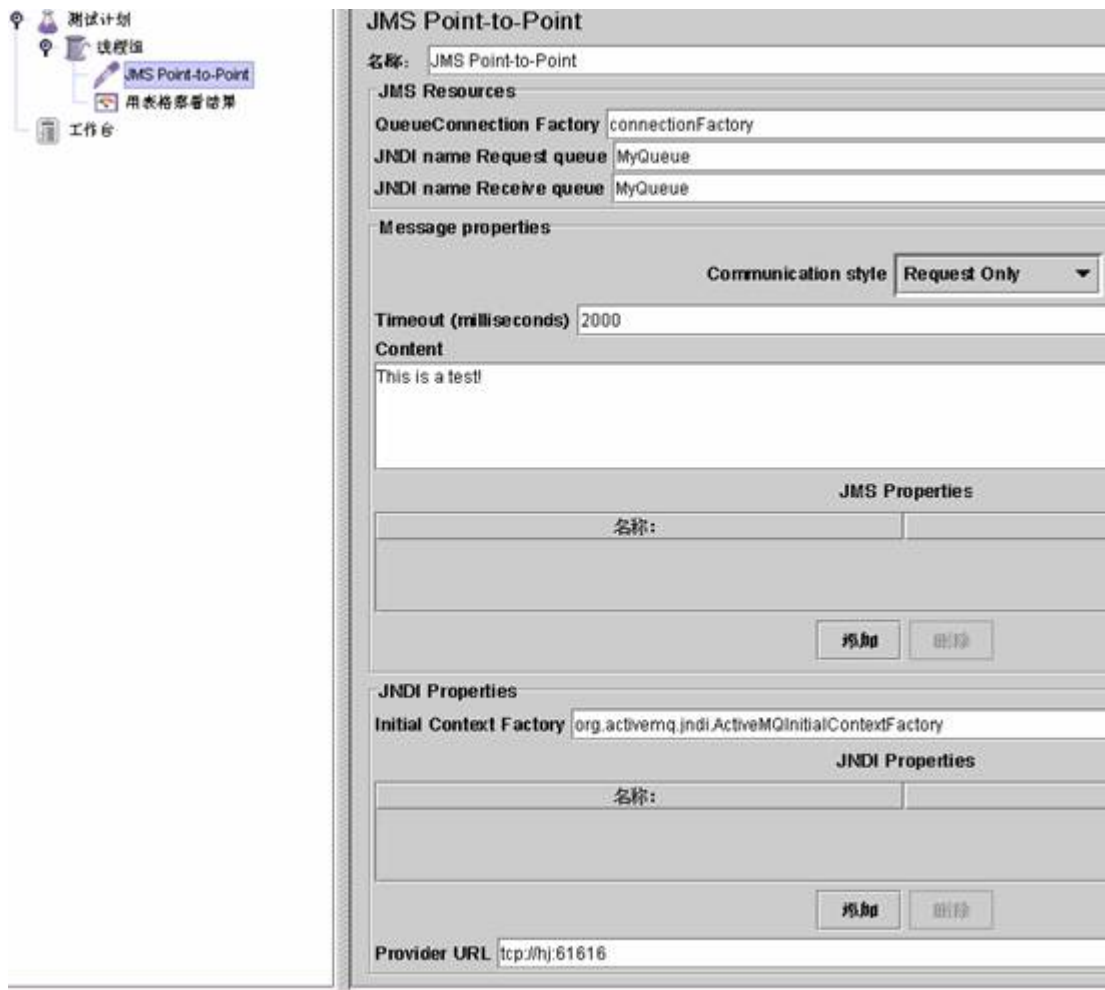 测试计划
线程组
JMS Point-to-Point
用表格察看结果
工作台
JMS Point-to-Point
名称: JMS Point-to-Point
JMS Resources
QueueConnection Factory connectionFactory
JNDI name Request queue MyQueue
JNDI name Receive queue MyQueue
Message properties
Communication style Request Only
Timeout (milliseconds) 2000
Content
This is a test!
JMS Properties
名称:
添加 删除
JNDI Properties
Initial Context Factory org.activemq.jndi.ActiveMQInitialContextFactory
JNDI Properties
名称:
添加 删除
Provider URL tcp://hj:61616